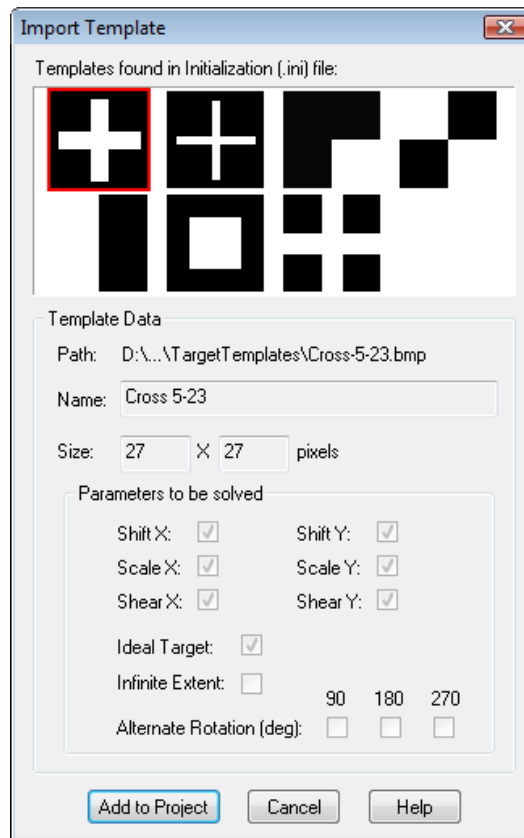 Import Template
Templates found in Initialization (.ini) file:
Template Data
Path: D:\...\TargetTemplates\Cross-5-23.bmp
Name: Cross 5-23
Size: 27 X 27 pixels
Parameters to be solved
Shift X: Shift Y:
Scale X: Scale Y:
Shear X: Shear Y:
Ideal Target:
Infinite Extent:
90 180 270
Alternate Rotation (deg):
Add to Project Cancel Help